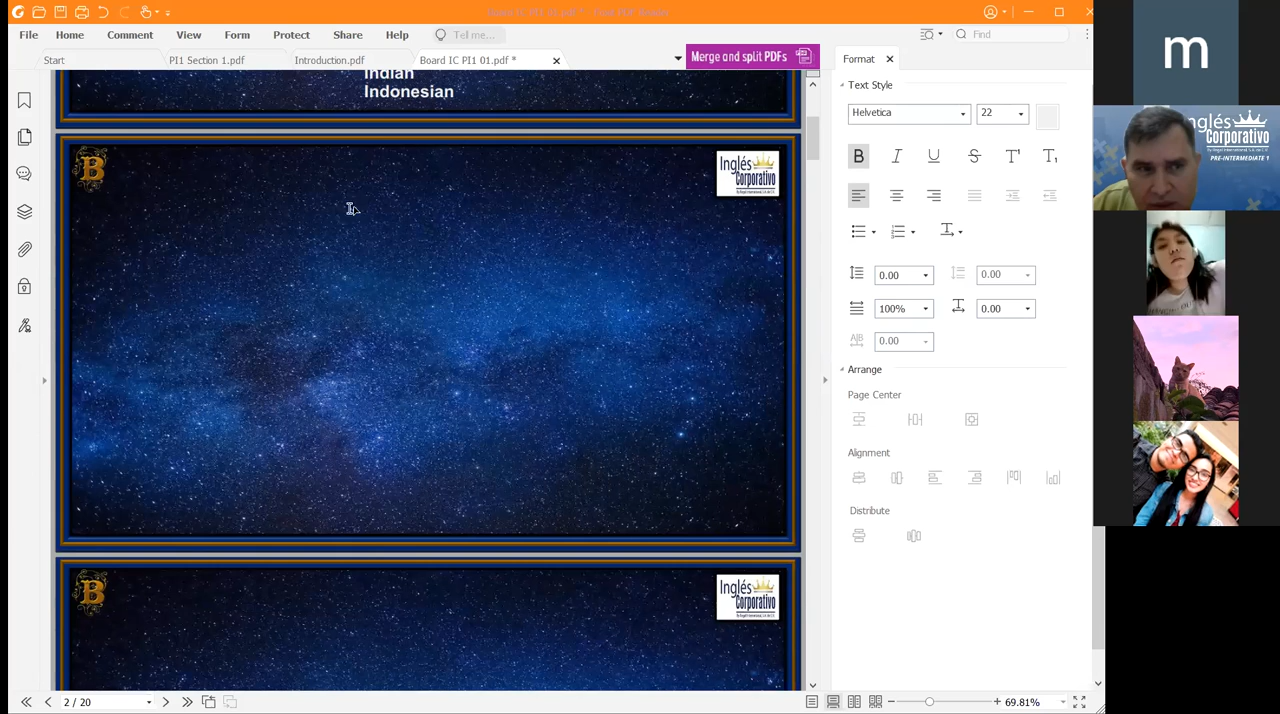 Board IC PI1 01.pdf * - Foxit PDF Reader
File Home Comment View Form Protect Share Help Tell me... Find
Start PI1 Section 1.pdf Introduction.pdf Board IC PI1 01.pdf * Merge and split PDFs
Indian
Indonesian
B
Inglés
Corporativo
B
Inglés
Corporativo
2 / 20
69.81%
Format
Text Style
Helvetica 22
B I U S T T
0.00 0.00
100% 0.00
0.00
Arrange
Page Center
Alignment
Distribute
m
Inglés
Corporativo
PRE-INTERMEDIATE 1